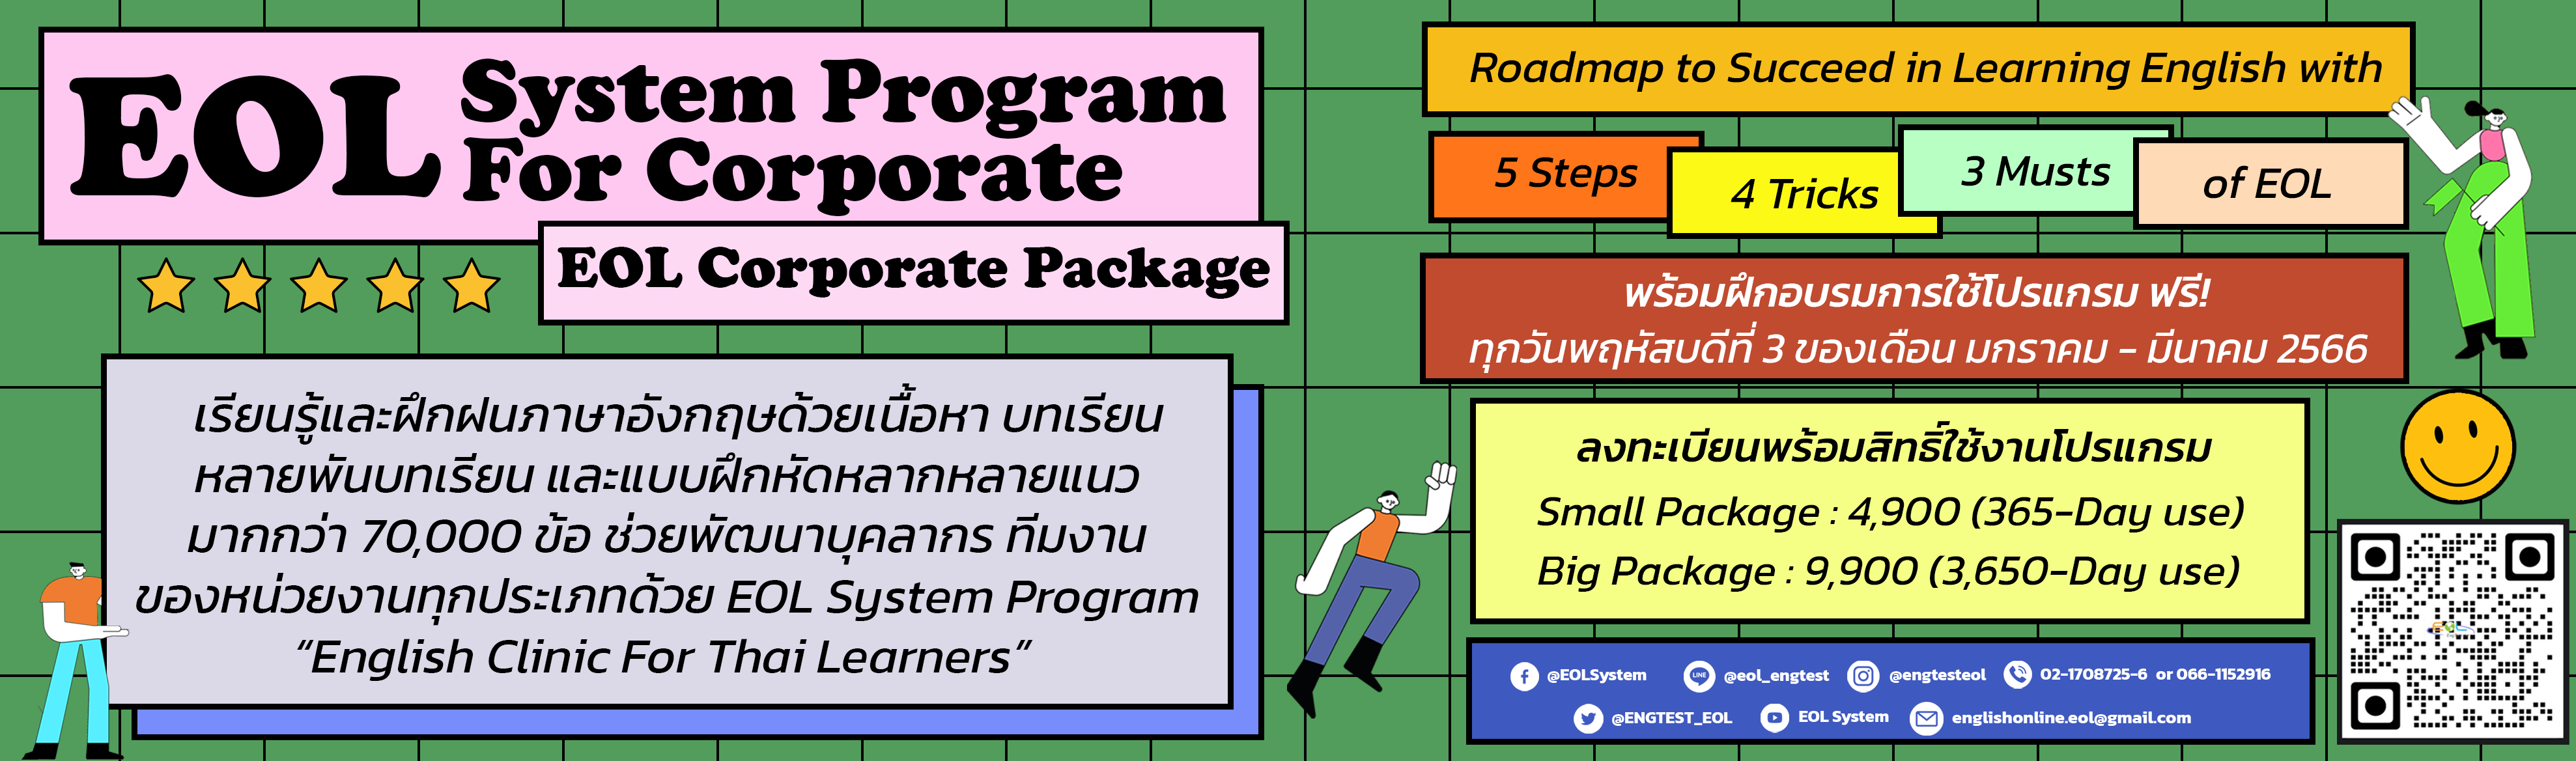 EOL System Program
For Corporate
EOL Corporate Package
เรียนรู้และฝึกฝนภาษาอังกฤษด้วยเนื้อหา บทเรียน
หลายพันบทเรียน และแบบฝึกหัดหลากหลายแนว
มากกว่า 70,000 ข้อ ช่วยพัฒนาบุคลากร ทีมงาน
ของหน่วยงานทุกประเภทด้วย EOL System Program
“English Clinic For Thai Learners”
Roadmap to Succeed in Learning English with
5 Steps
4 Tricks
3 Musts
of EOL
พร้อมฝึกอบรมการใช้โปรแกรม ฟรี!
ทุกวันพฤหัสบดีที่ 3 ของเดือน มกราคม - มีนาคม 2566
ลงทะเบียนพร้อมสิทธิ์ใช้งานโปรแกรม
Small Package : 4,900 (365-Day use)
Big Package : 9,900 (3,650-Day use)
@EOLSystem LINE @eol_engtest @engtesteol 02-1708725-6 or 066-1152916
@ENGTEST_EOL EOL System englishonline.eol@gmail.com
EOL